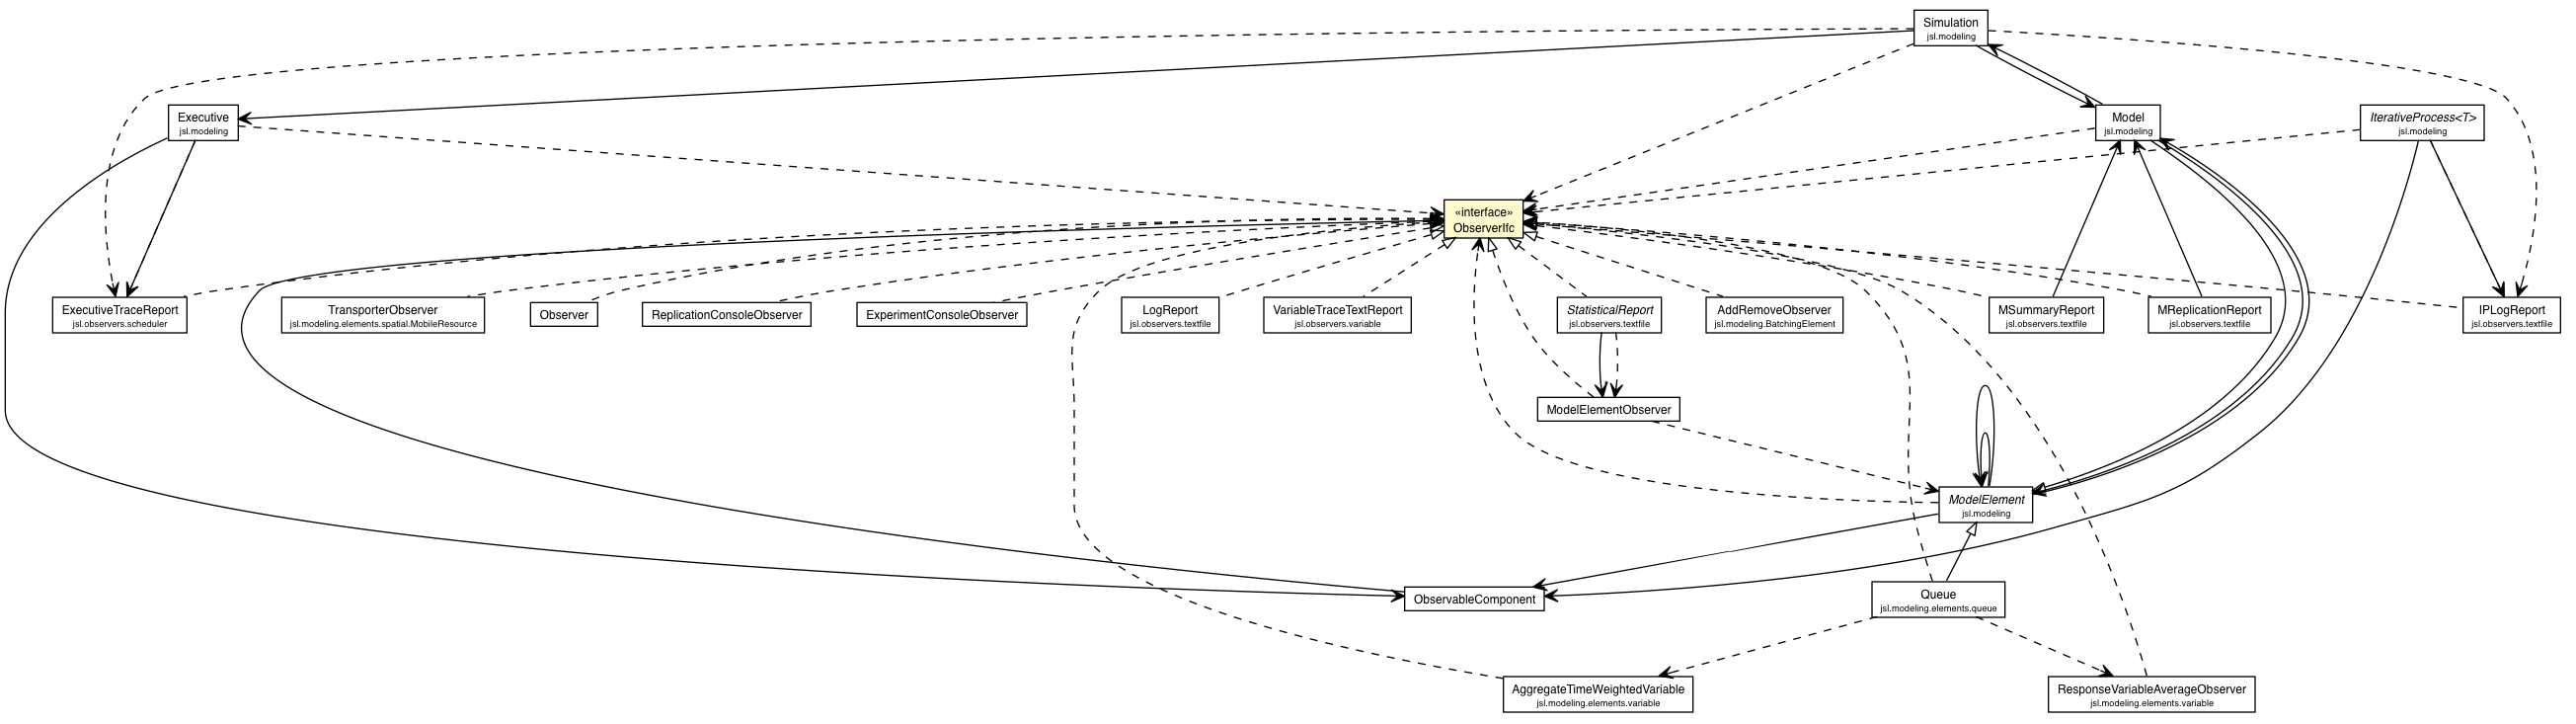 Simulation
jsl.modeling
Executive
jsl.modeling
Model
jsl.modeling
IterativeProcess<T>
jsl.modeling
«interface»
ObserverIfc
ExecutiveTraceReport
jsl.observers.scheduler
TransporterObserver
jsl.modeling.elements.spatial.MobileResource
Observer
ReplicationConsoleObserver
ExperimentConsoleObserver
LogReport
jsl.observers.textfile
VariableTraceTextReport
jsl.observers.variable
StatisticalReport
jsl.observers.textfile
AddRemoveObserver
jsl.modeling.BatchingElement
MSummaryReport
jsl.observers.textfile
MReplicationReport
jsl.observers.textfile
IPLogReport
jsl.observers.textfile
ModelElementObserver
ModelElement
jsl.modeling
ObservableComponent
Queue
jsl.modeling.elements.queue
AggregateTimeWeightedVariable
jsl.modeling.elements.variable
ResponseVariableAverageObserver
jsl.modeling.elements.variable